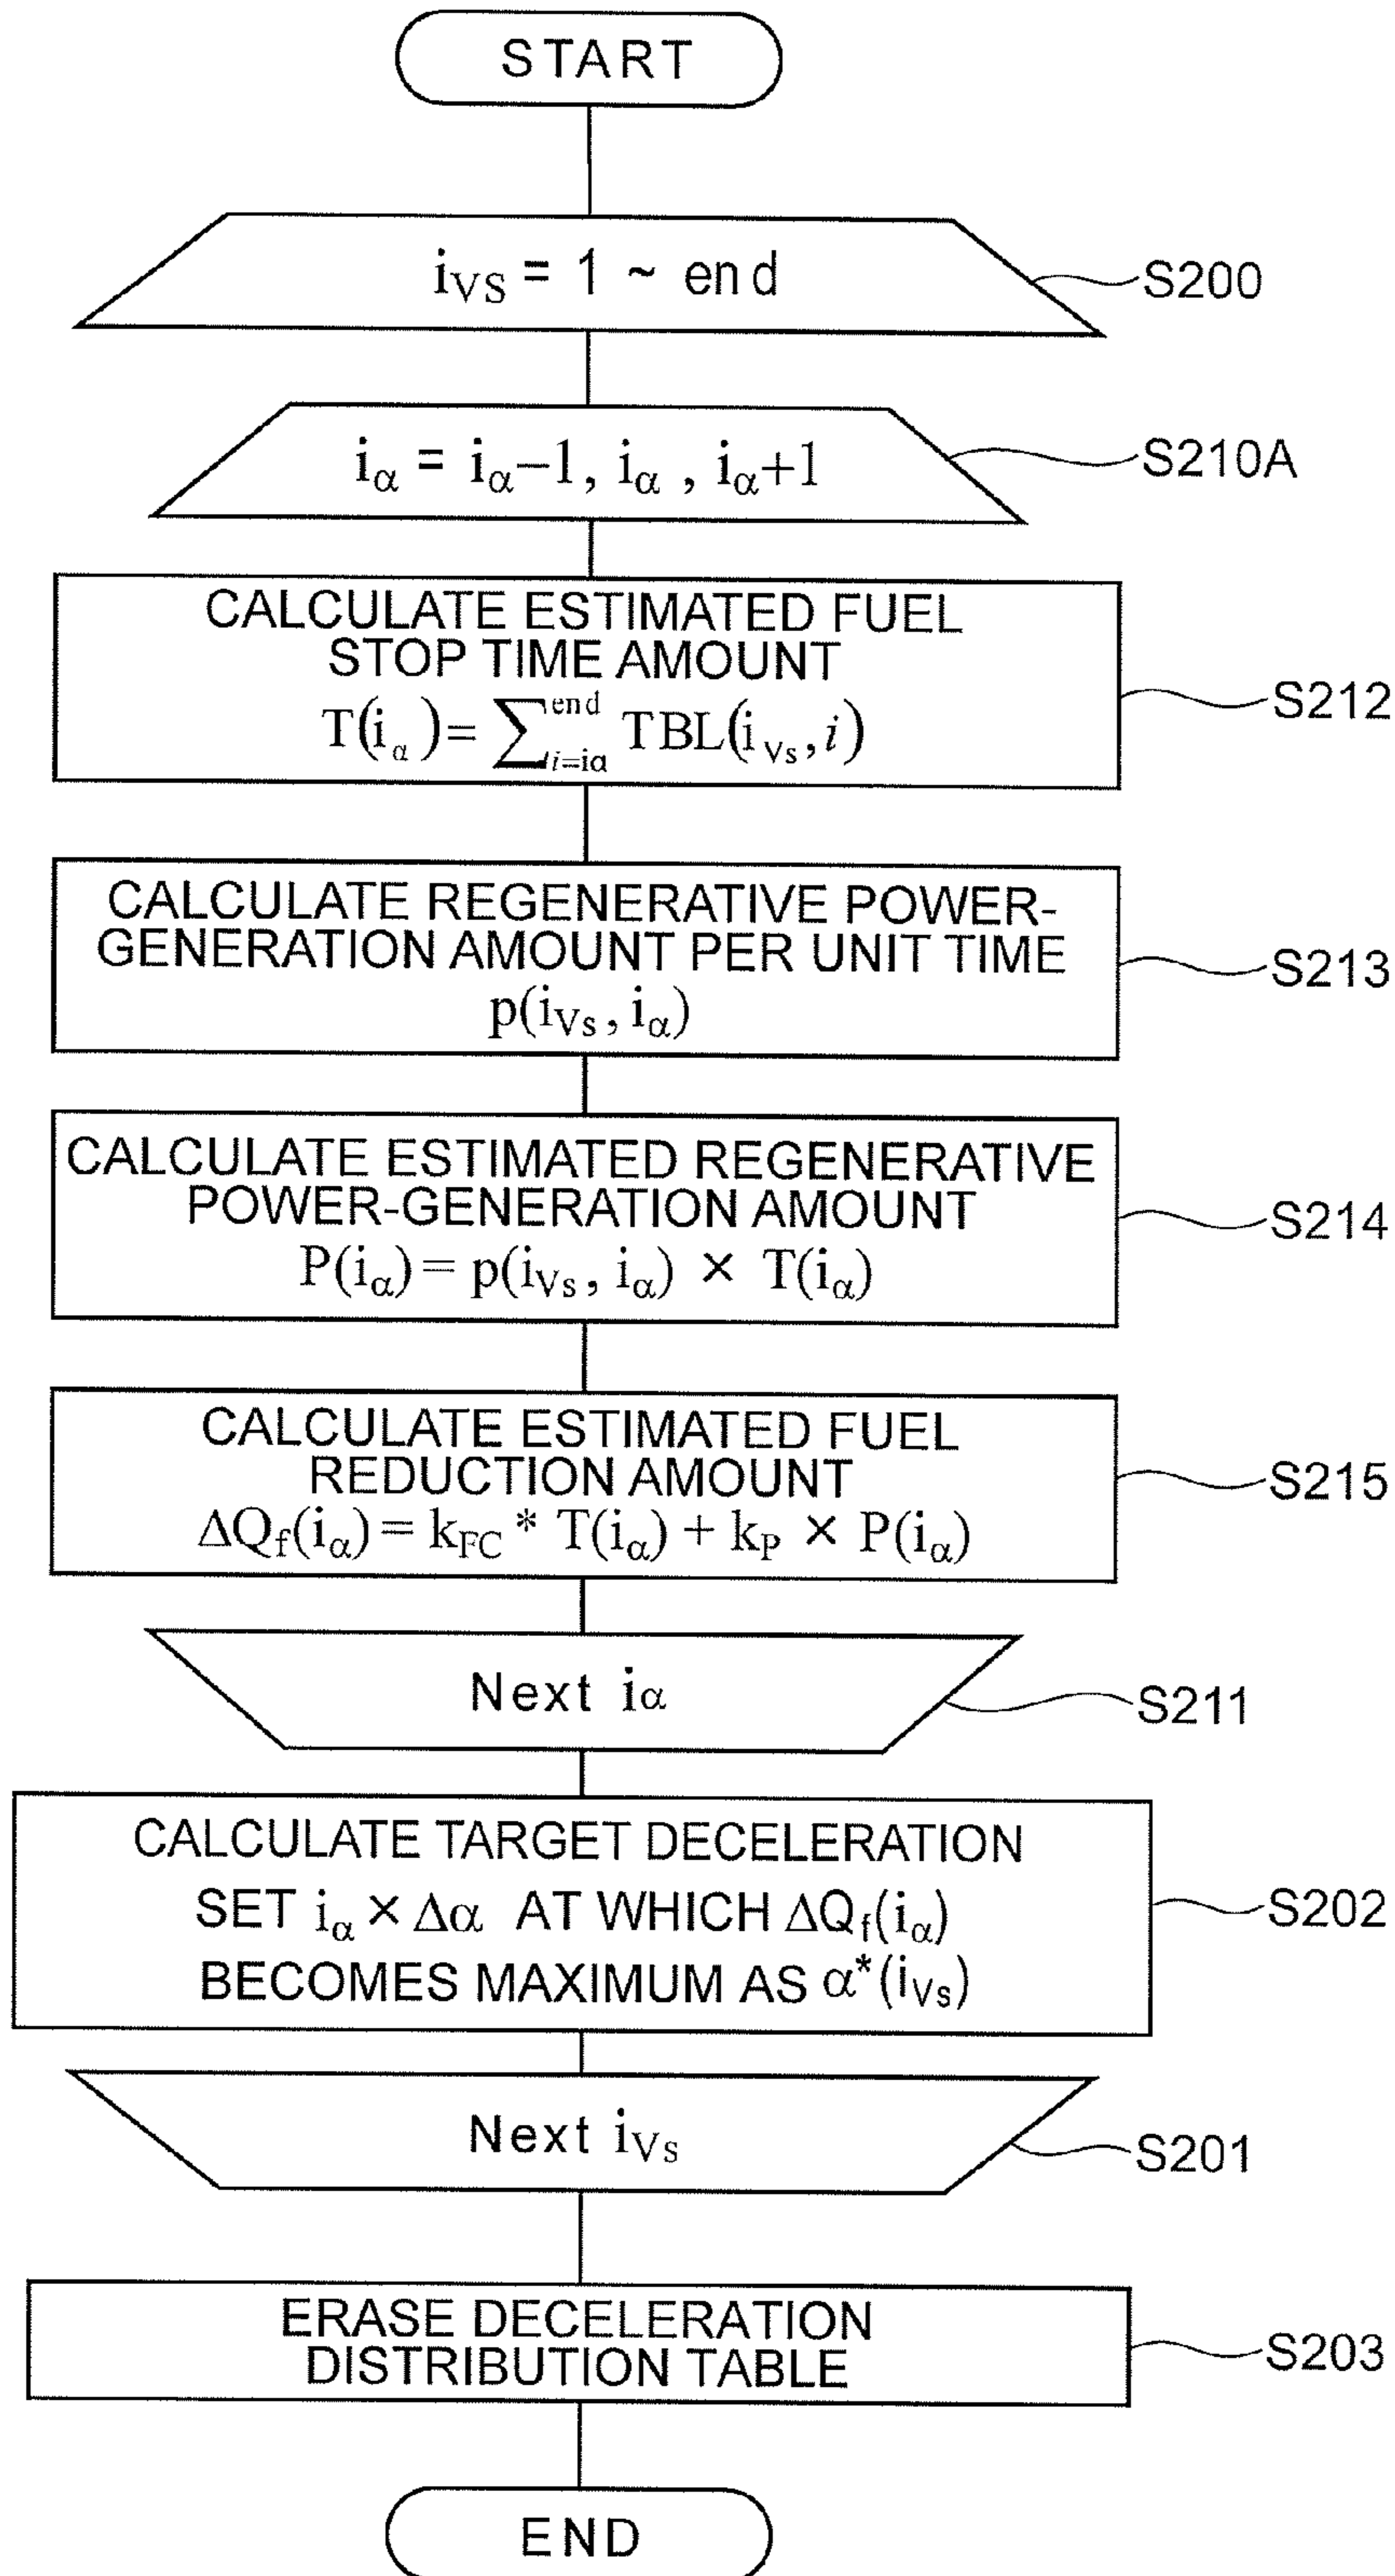 START
iVS = 1 ~ end
S200
iα = iα−1, iα , iα+1
S210A
CALCULATE ESTIMATED FUEL
STOP TIME AMOUNT
T(iα) = ∑i=iα^end TBL(iVs, i)
S212
CALCULATE REGENERATIVE POWER-
GENERATION AMOUNT PER UNIT TIME
p(iVs, iα)
S213
CALCULATE ESTIMATED REGENERATIVE
POWER-GENERATION AMOUNT
P(iα) = p(iVs, iα) × T(iα)
S214
CALCULATE ESTIMATED FUEL
REDUCTION AMOUNT
ΔQf(iα) = kFC * T(iα) + kP × P(iα)
S215
Next iα
S211
CALCULATE TARGET DECELERATION
SET iα × Δα AT WHICH ΔQf(iα)
BECOMES MAXIMUM AS α*(iVs)
S202
Next iVs
S201
ERASE DECELERATION
DISTRIBUTION TABLE
S203
END